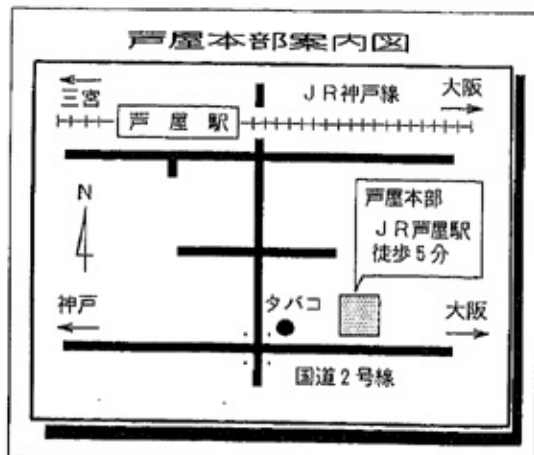 芦屋本部案内図
三宮
JR神戸線
大阪
芦屋駅
N
芦屋本部
JR芦屋駅
徒歩5分
神戸
タバコ
大阪
国道2号線